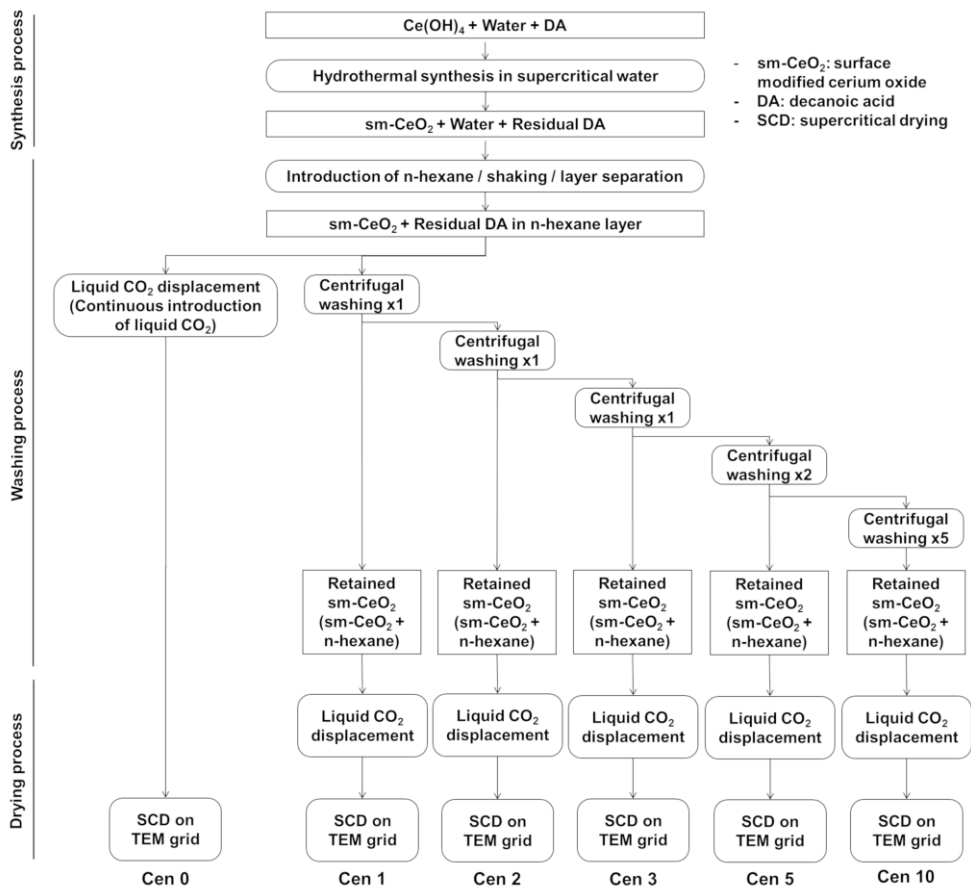 Synthesis process
Ce(OH)₄ + Water + DA
Hydrothermal synthesis in supercritical water
sm-CeO₂ + Water + Residual DA
- sm-CeO₂: surface
modified cerium oxide
- DA: decanoic acid
- SCD: supercritical drying
Washing process
Introduction of n-hexane / shaking / layer separation
sm-CeO₂ + Residual DA in n-hexane layer
Liquid CO₂ displacement
(Continuous introduction
of liquid CO₂)
Centrifugal
washing x1
Centrifugal
washing x1
Centrifugal
washing x1
Centrifugal
washing x2
Centrifugal
washing x5
Retained
sm-CeO₂
(sm-CeO₂ +
n-hexane)
Retained
sm-CeO₂
(sm-CeO₂ +
n-hexane)
Retained
sm-CeO₂
(sm-CeO₂ +
n-hexane)
Retained
sm-CeO₂
(sm-CeO₂ +
n-hexane)
Retained
sm-CeO₂
(sm-CeO₂ +
n-hexane)
Drying process
Liquid CO₂
displacement
Liquid CO₂
displacement
Liquid CO₂
displacement
Liquid CO₂
displacement
Liquid CO₂
displacement
SCD on
TEM grid
SCD on
TEM grid
SCD on
TEM grid
SCD on
TEM grid
SCD on
TEM grid
SCD on
TEM grid
Cen 0
Cen 1
Cen 2
Cen 3
Cen 5
Cen 10